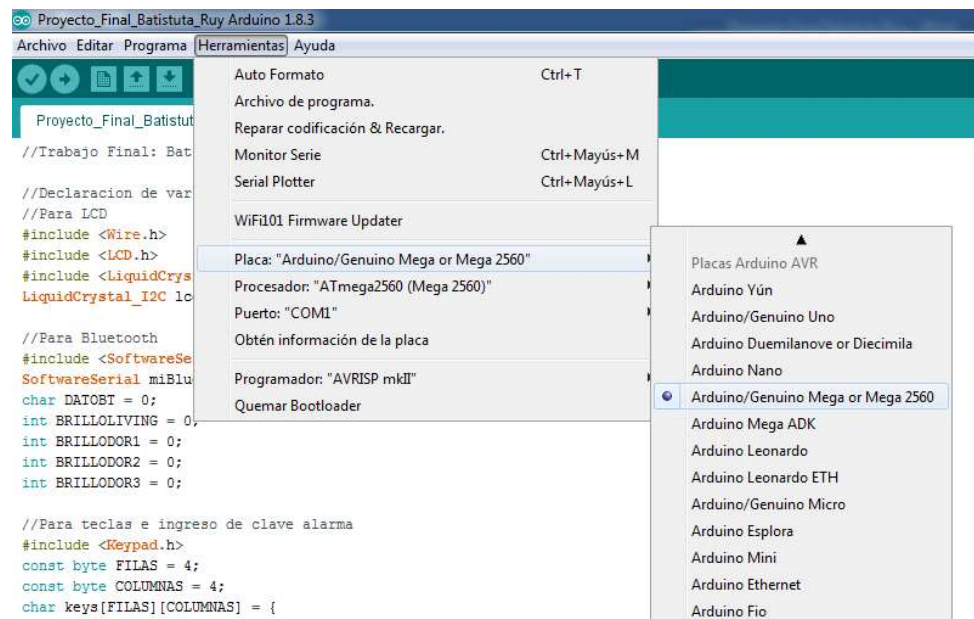 Proyecto_Final_Batistuta_Ruy Arduino 1.8.3
Archivo Editar Programa Herramientas Ayuda
Proyecto_Final_Batistut
//Trabajo Final: Bat
//Declaracion de var
//Para LCD
#include <Wire.h>
#include <LCD.h>
#include <LiquidCrys
LiquidCrystal_I2C lc
//Para Bluetooth
#include <SoftwareSe
SoftwareSerial miBlu
char DATOBT = 0;
int BRILLOLIVING = 0;
int BRILLODOR1 = 0;
int BRILLODOR2 = 0;
int BRILLODOR3 = 0;
//Para teclas e ingreso de clave alarma
#include <Keypad.h>
const byte FILAS = 4;
const byte COLUMNAS = 4;
char keys[FILAS][COLUMNAS] = {
Auto Formato Ctrl+T
Archivo de programa.
Reparar codificación & Recargar.
Monitor Serie Ctrl+Mayús+M
Serial Plotter Ctrl+Mayús+L
WiFi101 Firmware Updater
Placa: "Arduino/Genuino Mega or Mega 2560"
Procesador: "ATmega2560 (Mega 2560)"
Puerto: "COM1"
Obtén información de la placa
Programador: "AVRISP mkII"
Quemar Bootloader
Placas Arduino AVR
Arduino Yún
Arduino/Genuino Uno
Arduino Duemilanove or Diecimila
Arduino Nano
Arduino/Genuino Mega or Mega 2560
Arduino Mega ADK
Arduino Leonardo
Arduino Leonardo ETH
Arduino/Genuino Micro
Arduino Esplora
Arduino Mini
Arduino Ethernet
Arduino Fio